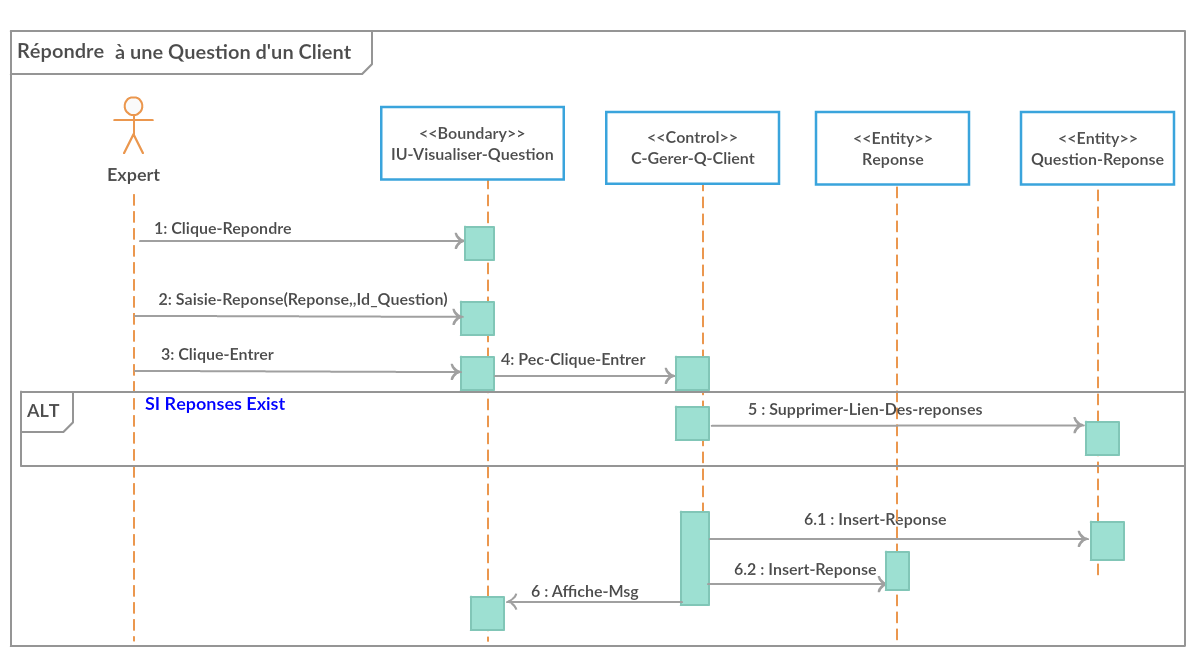 Répondre à une Question d'un Client
<<Boundary>>
IU-Visualiser-Question
<<Control>>
C-Gerer-Q-Client
<<Entity>>
Reponse
<<Entity>>
Question-Reponse
Expert
1: Clique-Repondre
2: Saisie-Reponse(Reponse,,Id_Question)
3: Clique-Entrer
4: Pec-Clique-Entrer
ALT
SI Reponses Exist
5 : Supprimer-Lien-Des-reponses
6.1 : Insert-Reponse
6.2 : Insert-Reponse
6 : Affiche-Msg